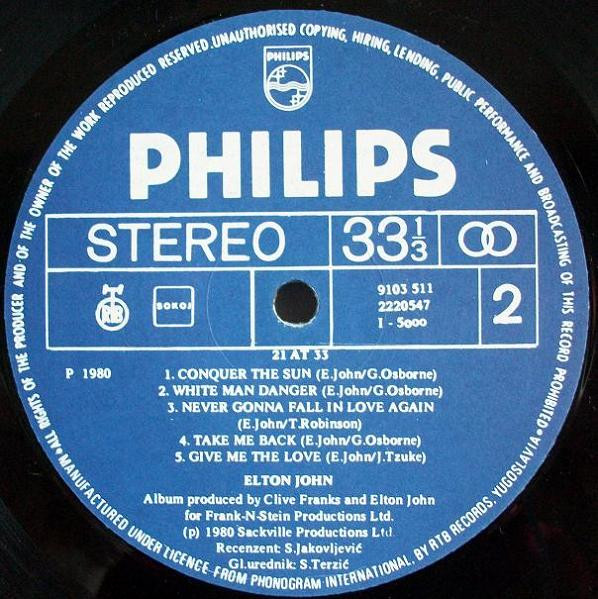 ALL RIGHTS OF THE PRODUCER AND OF THE OWNER OF THE WORK REPRODUCED RESERVED. UNAUTHORISED COPYING, HIRING, LENDING, PUBLIC PERFORMANCE AND BROADCASTING OF THIS RECORD PROHIBITED •
PHILIPS
PHILIPS
STEREO
33⅓
RTB
SOKOJ
9103 511
2220547
I - 5000
2
21 AT 33
P 1980
1. CONQUER THE SUN (E.John/G.Osborne)
2. WHITE MAN DANGER (E.John/G.Osborne)
3. NEVER GONNA FALL IN LOVE AGAIN
(E.John/T.Robinson)
4. TAKE ME BACK (E.John/G.Osborne)
5. GIVE ME THE LOVE (E.John/J.Tzuke)
ELTON JOHN
Album produced by Clive Franks and Elton John
for Frank-N-Stein Productions Ltd.
(p) 1980 Sackville Productions Ltd.
Recenzent: S.Jakovljević
Gl.urednik: S.Terzić
• MANUFACTURED UNDER LICENCE FROM PHONOGRAM INTERNATIONAL, BY RTB RECORDS, YUGOSLAVIA •